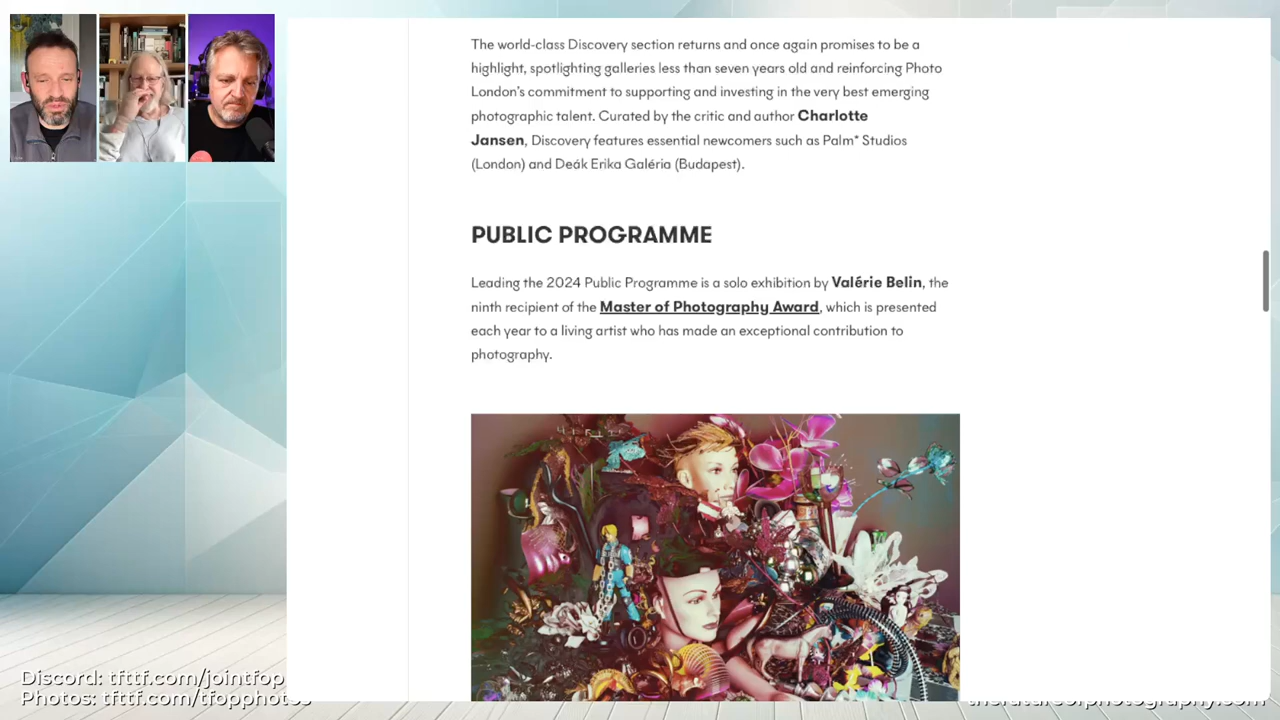 The world-class Discovery section returns and once again promises to be a
highlight, spotlighting galleries less than seven years old and reinforcing Photo
London's commitment to supporting and investing in the very best emerging
photographic talent. Curated by the critic and author Charlotte
Jansen, Discovery features essential newcomers such as Palm* Studios
(London) and Deák Erika Galéria (Budapest).
PUBLIC PROGRAMME
Leading the 2024 Public Programme is a solo exhibition by Valérie Belin, the
ninth recipient of the Master of Photography Award, which is presented
each year to a living artist who has made an exceptional contribution to
photography.
Discord: tfttf.com/jointfop
Photos: tfttf.com/tfopphotos